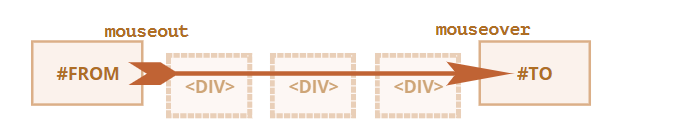 mouseout
mouseover
#FROM
<DIV>
<DIV>
<DIV>
#TO